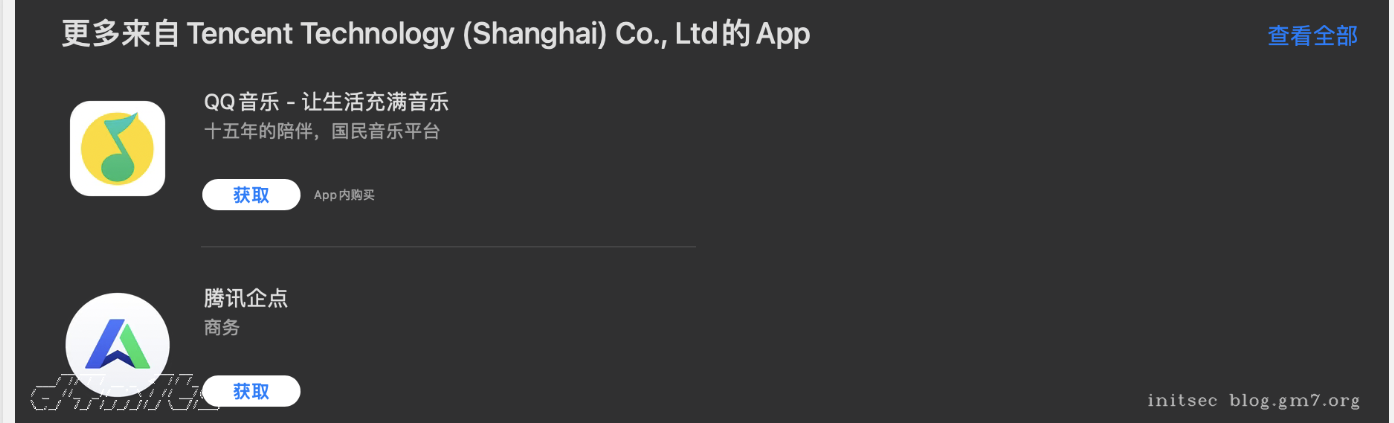 更多来自 Tencent Technology (Shanghai) Co., Ltd的 App
查看全部
QQ音乐 - 让生活充满音乐
十五年的陪伴，国民音乐平台
获取
App内购买
腾讯企点
商务
获取
initsec blog.gm7.org